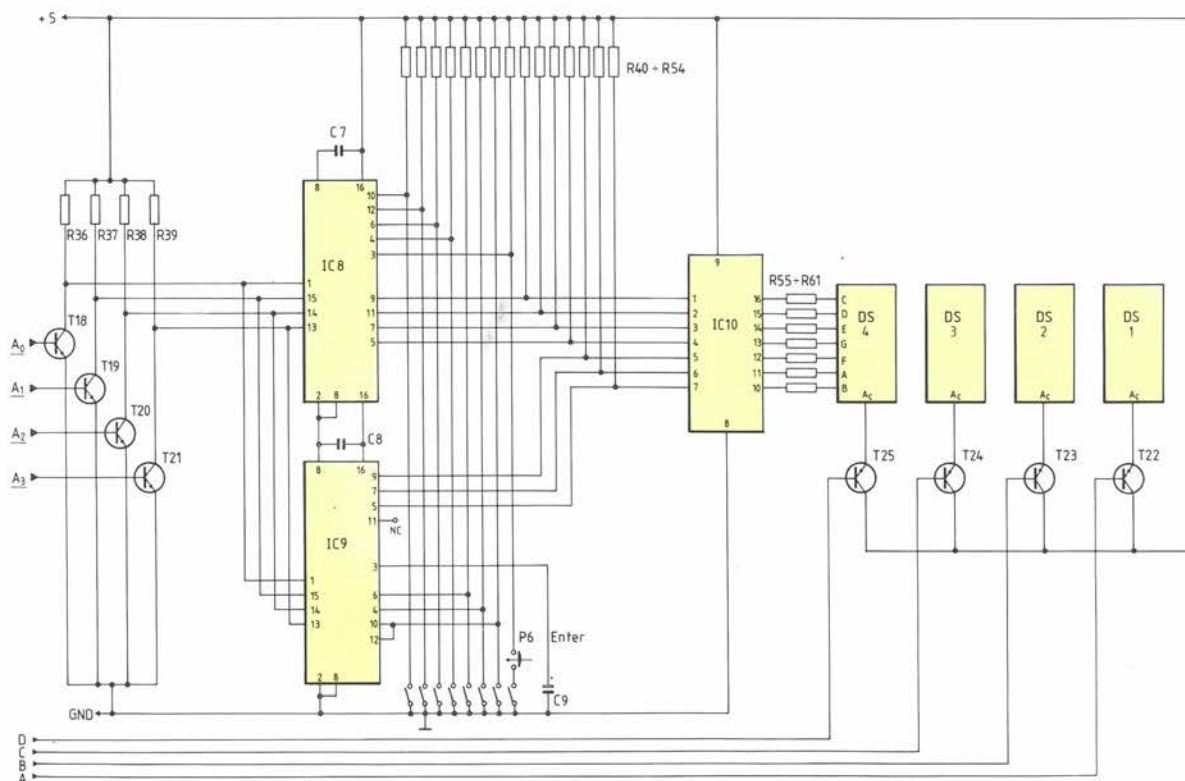 +5
R40 ÷ R54
C7
8 16
10
12
6
4
3
R36 R37 R38 R39
IC8
1
15
14
13
9
11
7
5
2 8 16
T18
A0
T19
A1
T20
A2
T21
A3
C8
8 16
9
7
5
11
NC
IC9
3
1
15
14
13
6
4
10
12
2 8
P6 Enter
C9
GND
9
IC10
1
2
3
4
5
6
7
16
15
14
13
12
11
10
8
R55÷R61
C
D
E
G
F
A
B
DS
4
DS
3
DS
2
DS
1
Ac Ac Ac Ac
T25 T24 T23 T22
D
C
B
A